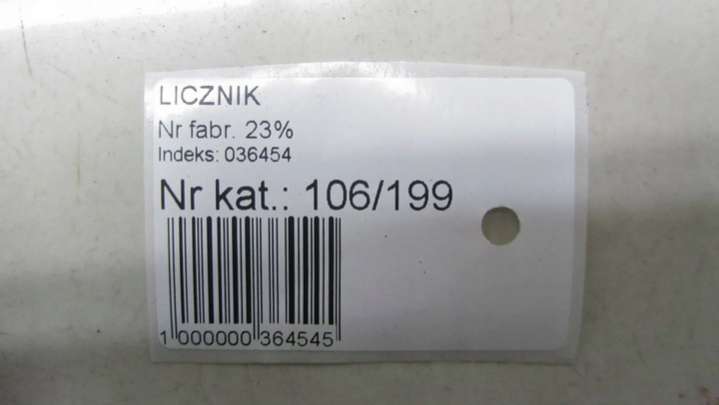 LICZNIK
Nr fabr. 23%
Indeks: 036454
Nr kat.: 106/199
1 000000 364545